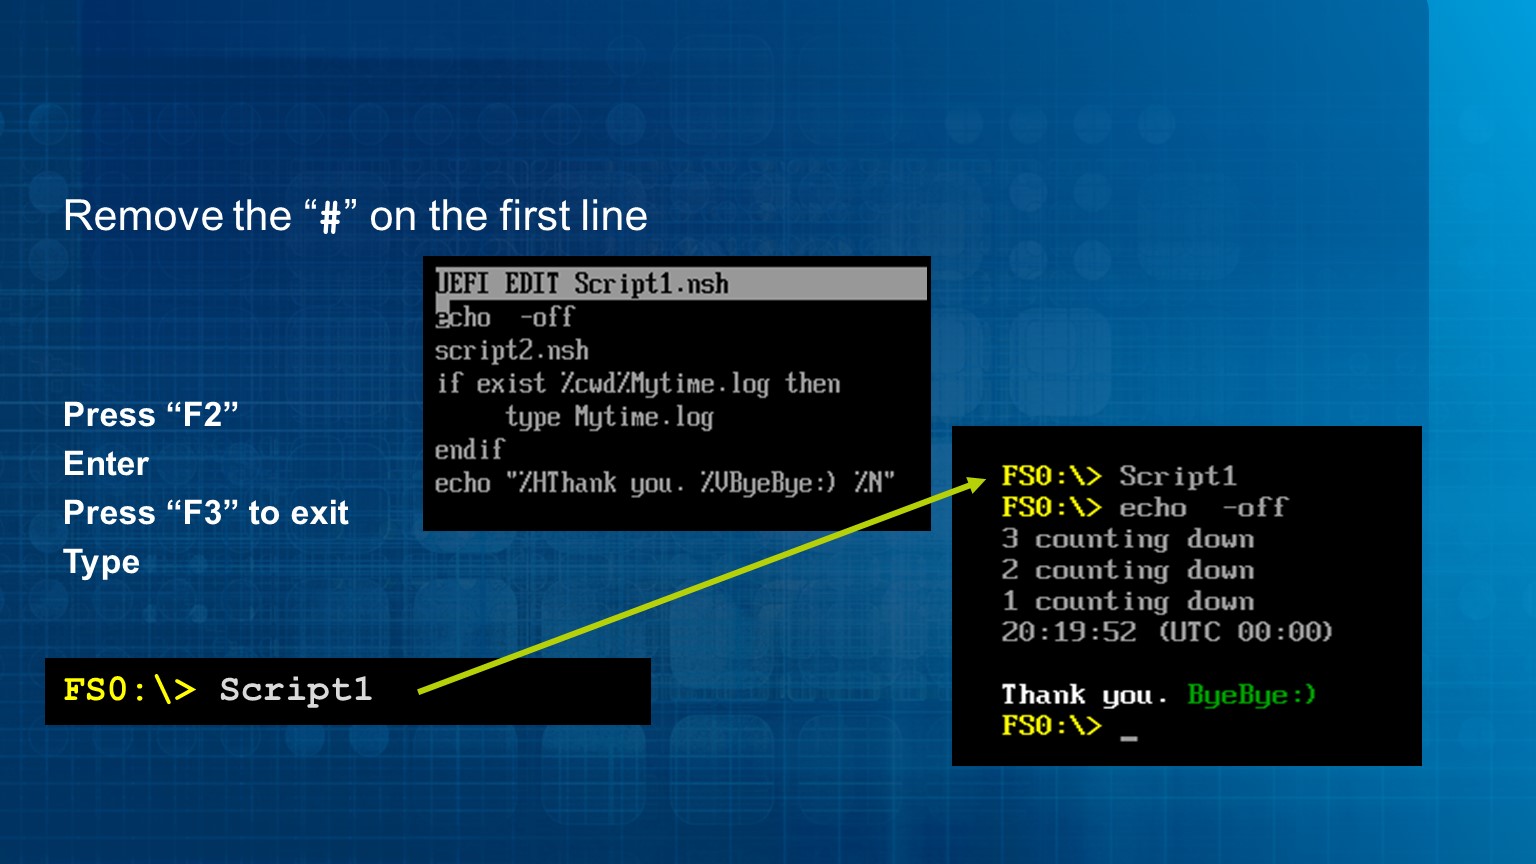 Remove the “#” on the first line
UEFI EDIT Script1.nsh
echo  -off
script2.nsh
if exist %cwd%Mytime.log then
     type Mytime.log
endif
echo "%HThank you. %VByeBye:) %N"
Press “F2”
Enter
Press “F3” to exit
Type
FS0:\> Script1
FS0:\> Script1
FS0:\> echo  -off
3 counting down
2 counting down
1 counting down
20:19:52 (UTC 00:00)
Thank you. ByeBye:)
FS0:\> _